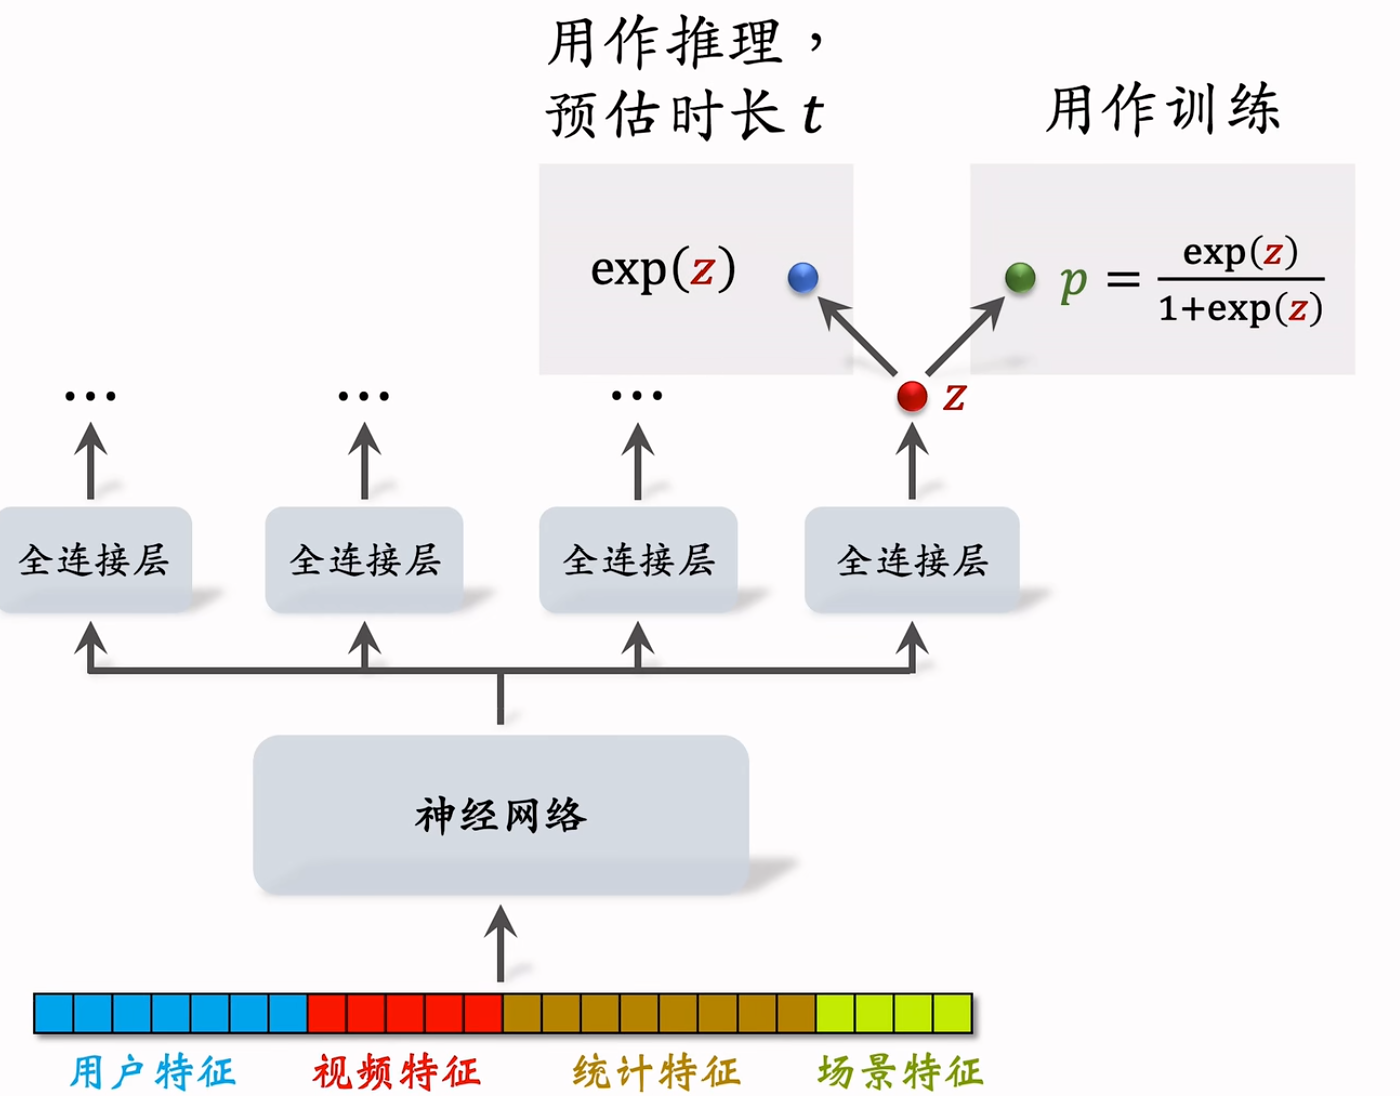 用作推理，
预估时长 t
用作训练
exp(z)
p = exp(z) / 1+exp(z)
z
...
...
...
全连接层
全连接层
全连接层
全连接层
神经网络
用户特征
视频特征
统计特征
场景特征